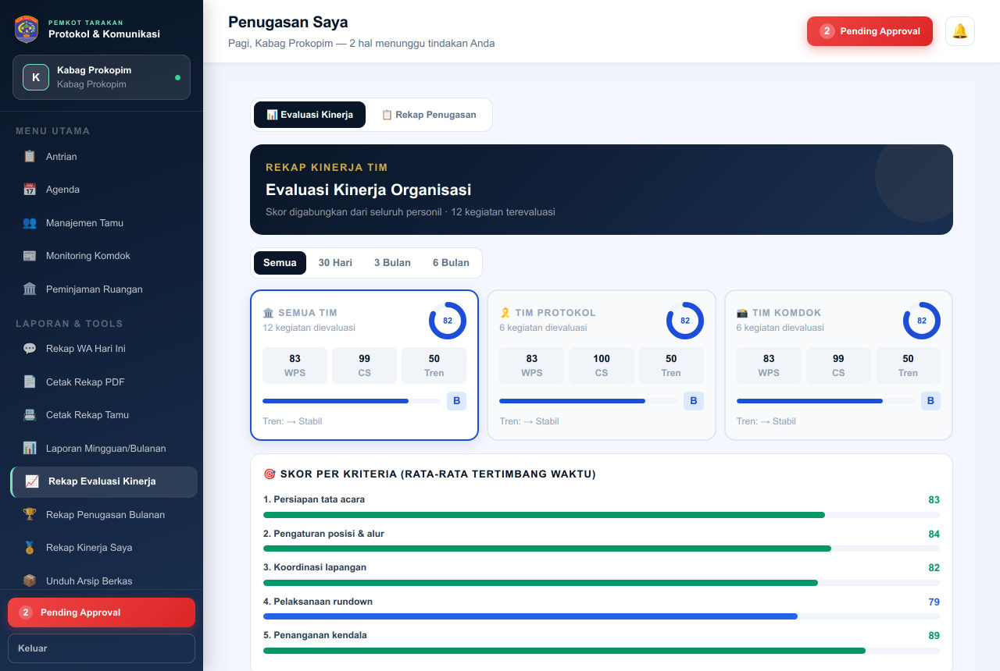 PEMKOT TARAKAN
Protokol & Komunikasi
K
Kabag Prokopim
Kabag Prokopim
MENU UTAMA
Antrian
Agenda
Manajemen Tamu
Monitoring Komdok
Peminjaman Ruangan
LAPORAN & TOOLS
Rekap WA Hari Ini
Cetak Rekap PDF
Cetak Rekap Tamu
Laporan Mingguan/Bulanan
Rekap Evaluasi Kinerja
Rekap Penugasan Bulanan
Rekap Kinerja Saya
Unduh Arsip Berkas
2 Pending Approval
Keluar
Penugasan Saya
Pagi, Kabag Prokopim — 2 hal menunggu tindakan Anda
2 Pending Approval
Evaluasi Kinerja
Rekap Penugasan
REKAP KINERJA TIM
Evaluasi Kinerja Organisasi
Skor digabungkan dari seluruh personil · 12 kegiatan terevaluasi
Semua 30 Hari 3 Bulan 6 Bulan
SEMUA TIM
12 kegiatan dievaluasi
82
83 99 50
WPS CS Tren
B
Tren: → Stabil
TIM PROTOKOL
6 kegiatan dievaluasi
82
83 100 50
WPS CS Tren
B
Tren: → Stabil
TIM KOMDOK
6 kegiatan dievaluasi
82
83 99 50
WPS CS Tren
B
Tren: → Stabil
SKOR PER KRITERIA (RATA-RATA TERTIMBANG WAKTU)
1. Persiapan tata acara 83
2. Pengaturan posisi & alur 84
3. Koordinasi lapangan 82
4. Pelaksanaan rundown 79
5. Penanganan kendala 89